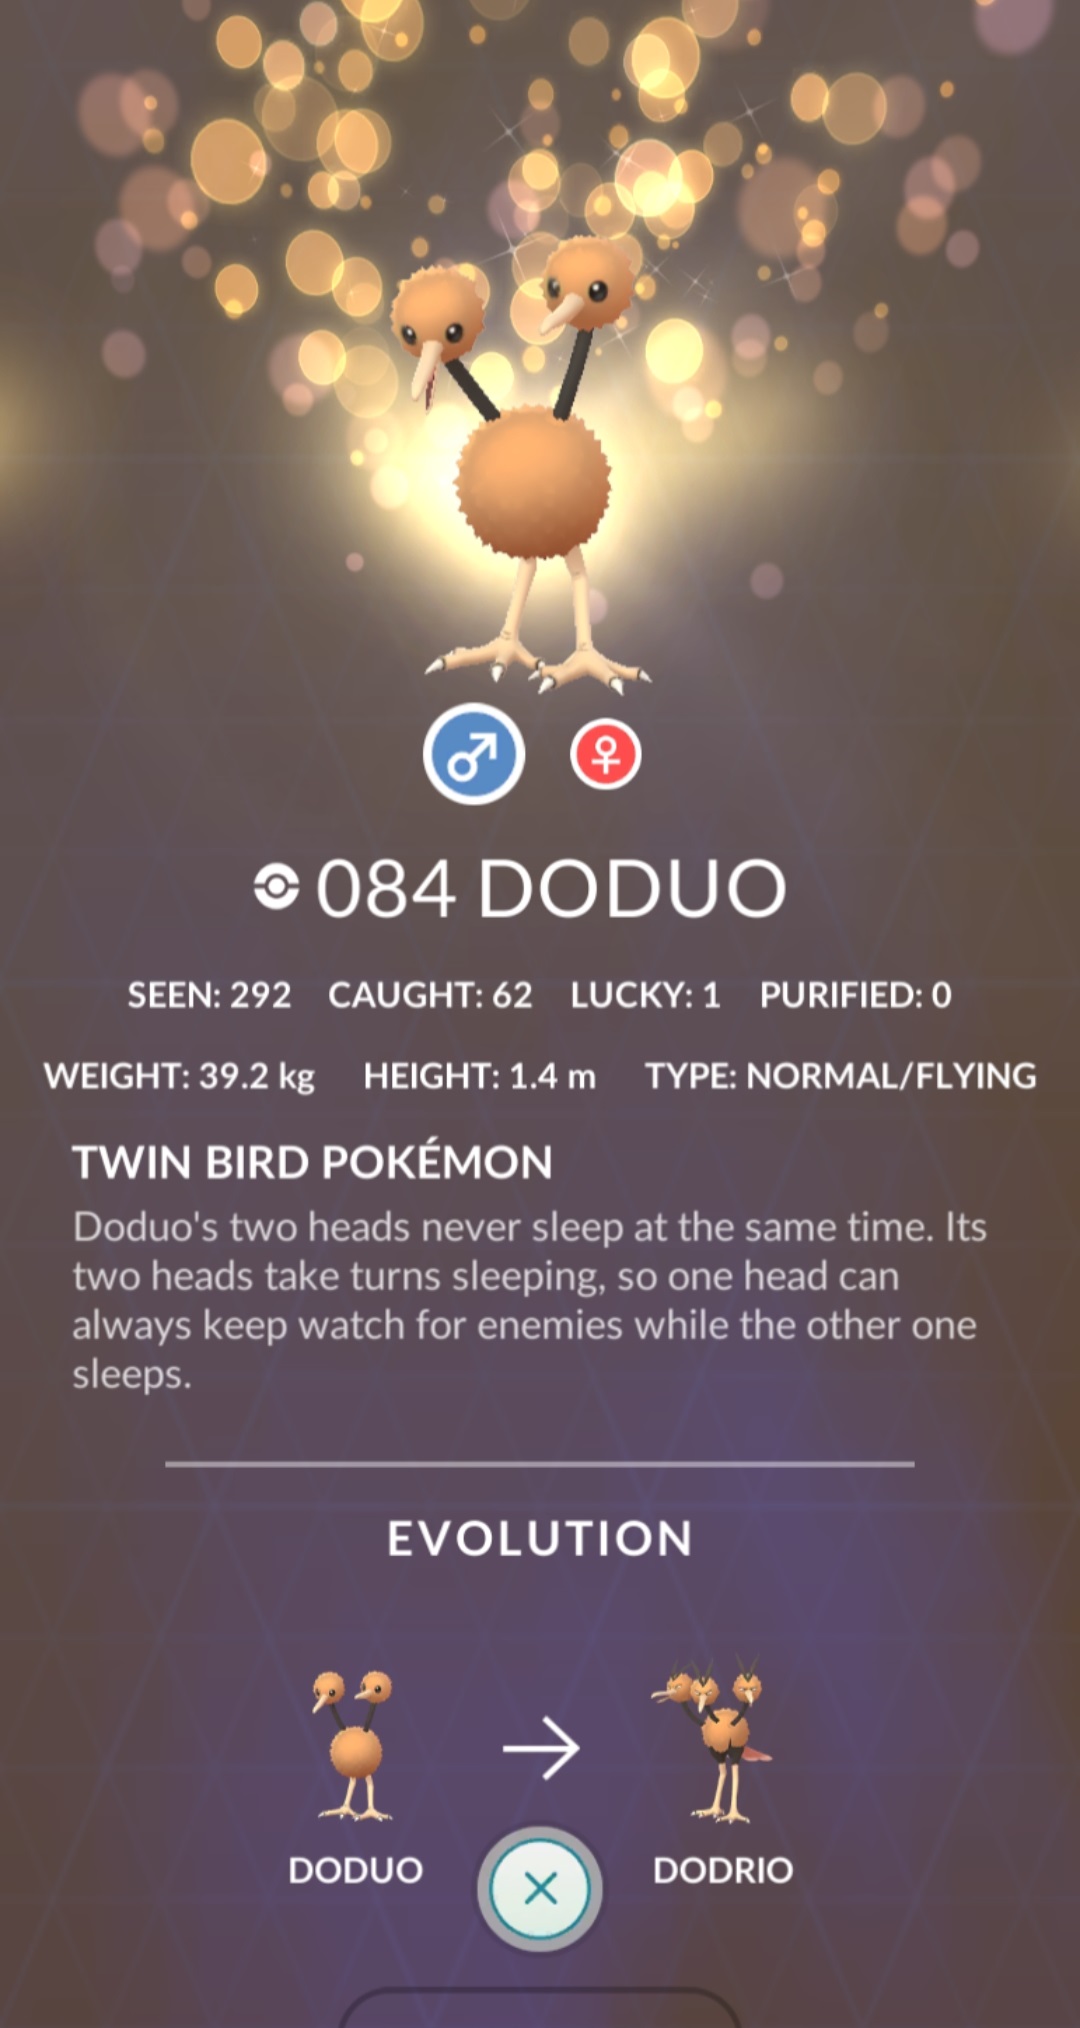 084 DODUO
SEEN: 292 CAUGHT: 62 LUCKY: 1 PURIFIED: 0
WEIGHT: 39.2 kg HEIGHT: 1.4 m TYPE: NORMAL/FLYING
TWIN BIRD POKÉMON
Doduo's two heads never sleep at the same time. Its
two heads take turns sleeping, so one head can
always keep watch for enemies while the other one
sleeps.
EVOLUTION
DODUO DODRIO